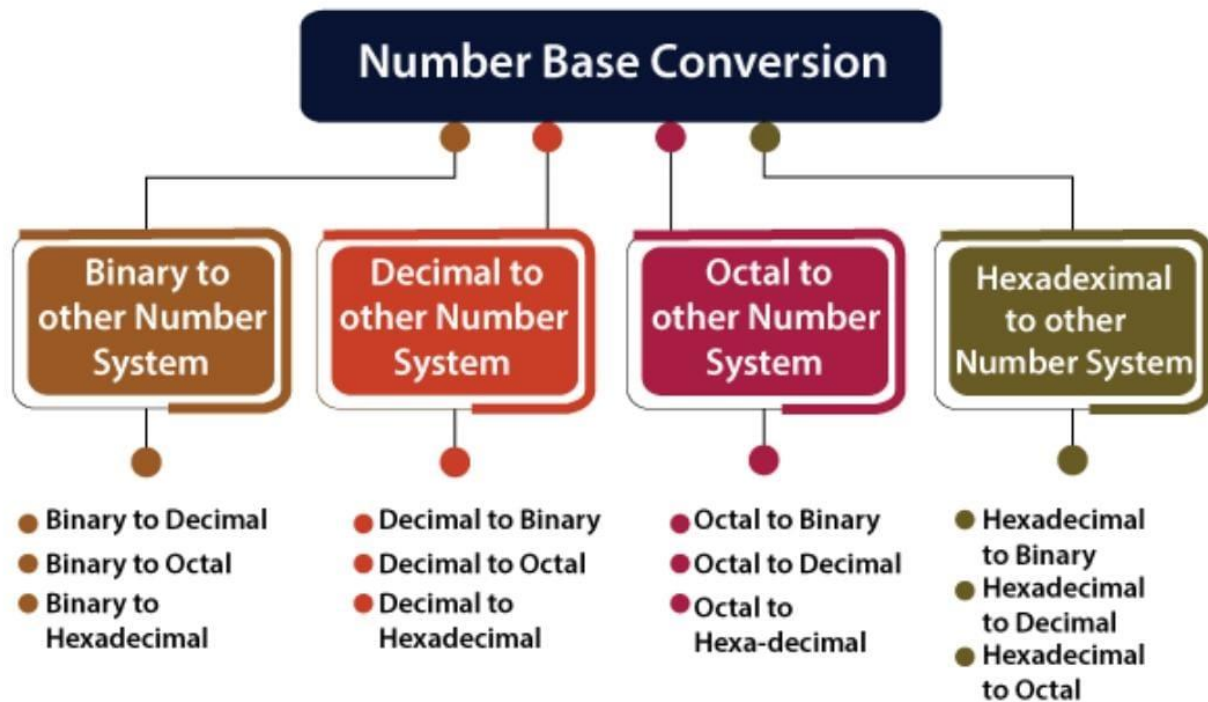 Number Base Conversion
Binary to
other Number
System
Decimal to
other Number
System
Octal to
other Number
System
Hexadeximal
to other
Number System
Binary to Decimal
Binary to Octal
Binary to
Hexadecimal
Decimal to Binary
Decimal to Octal
Decimal to
Hexadecimal
Octal to Binary
Octal to Decimal
Octal to
Hexa-decimal
Hexadecimal
to Binary
Hexadecimal
to Decimal
Hexadecimal
to Octal